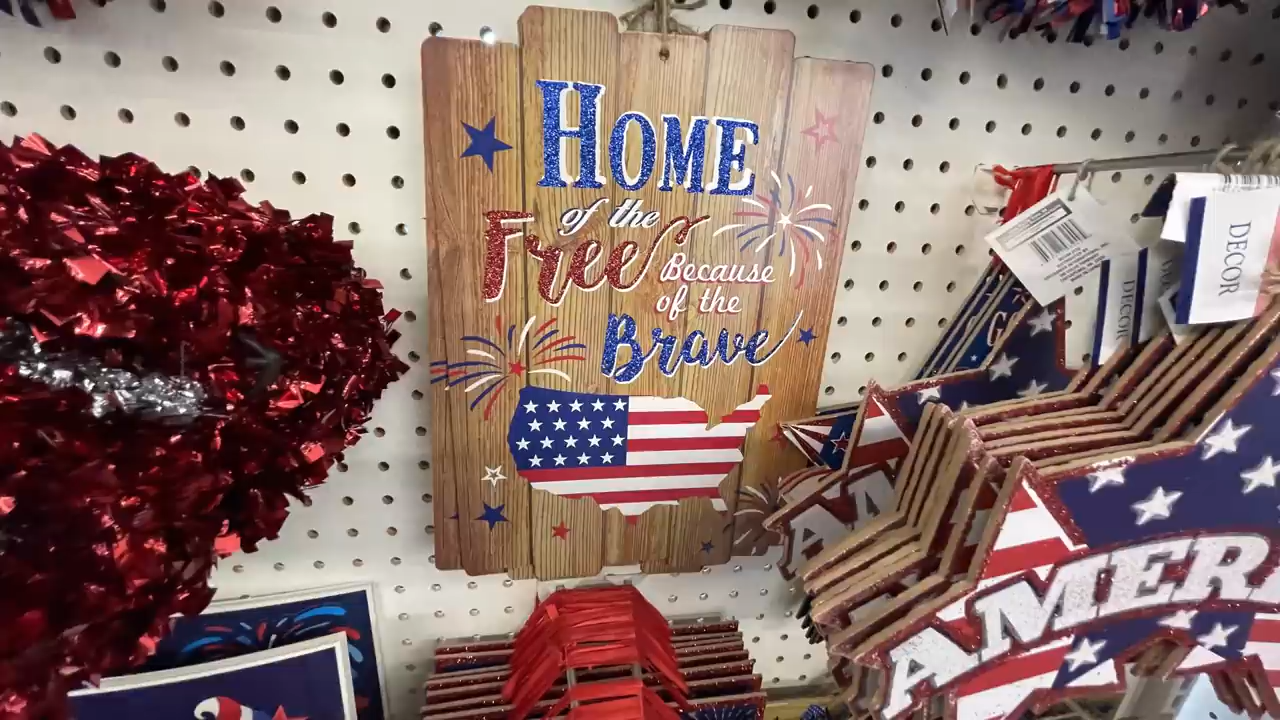 HOME
of the
Free
Because
of the
Brave
DECOR
DECOR
AMER